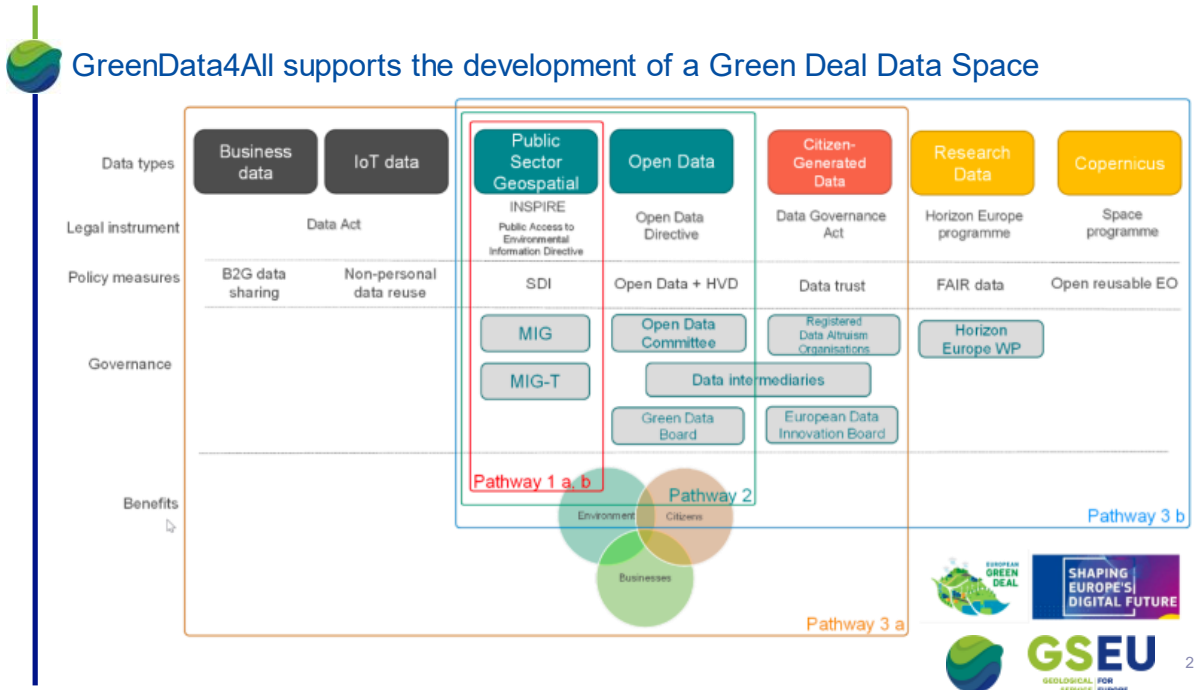 GreenData4All supports the development of a Green Deal Data Space
Data types
Business
data
IoT data
Public
Sector
Geospatial
Open Data
Citizen-
Generated
Data
Research
Data
Copernicus
Legal instrument
Data Act
INSPIRE
Public Access to
Environmental
Information Directive
Open Data
Directive
Data Governance
Act
Horizon Europe
programme
Space
programme
Policy measures
B2G data
sharing
Non-personal
data reuse
SDI
Open Data + HVD
Data trust
FAIR data
Open reusable EO
Governance
MIG
Open Data
Committee
Registered
Data Altruism
Organisations
Horizon
Europe WP
MIG-T
Data intermediaries
Green Data
Board
European Data
Innovation Board
Benefits
Pathway 1 a, b
Pathway 2
Pathway 3 b
Environment
Citizens
Businesses
Pathway 3 a
EUROPEAN
GREEN
DEAL
SHAPING
EUROPE'S
DIGITAL FUTURE
GSEU
GEOLOGICAL FOR
SERVICE EUROPE
2